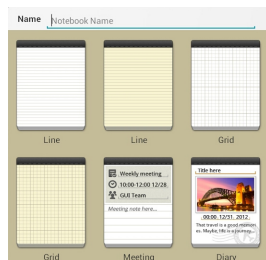 Name Notebook Name
Line Line Grid
Weekly meeting
10:00-12:00 12/28
GUI Team
Meeting note here...
Title here
00:00 12/31, 2012
That travel is a good memori
es. Maybe, life is a journey...
Grid Meeting Diary